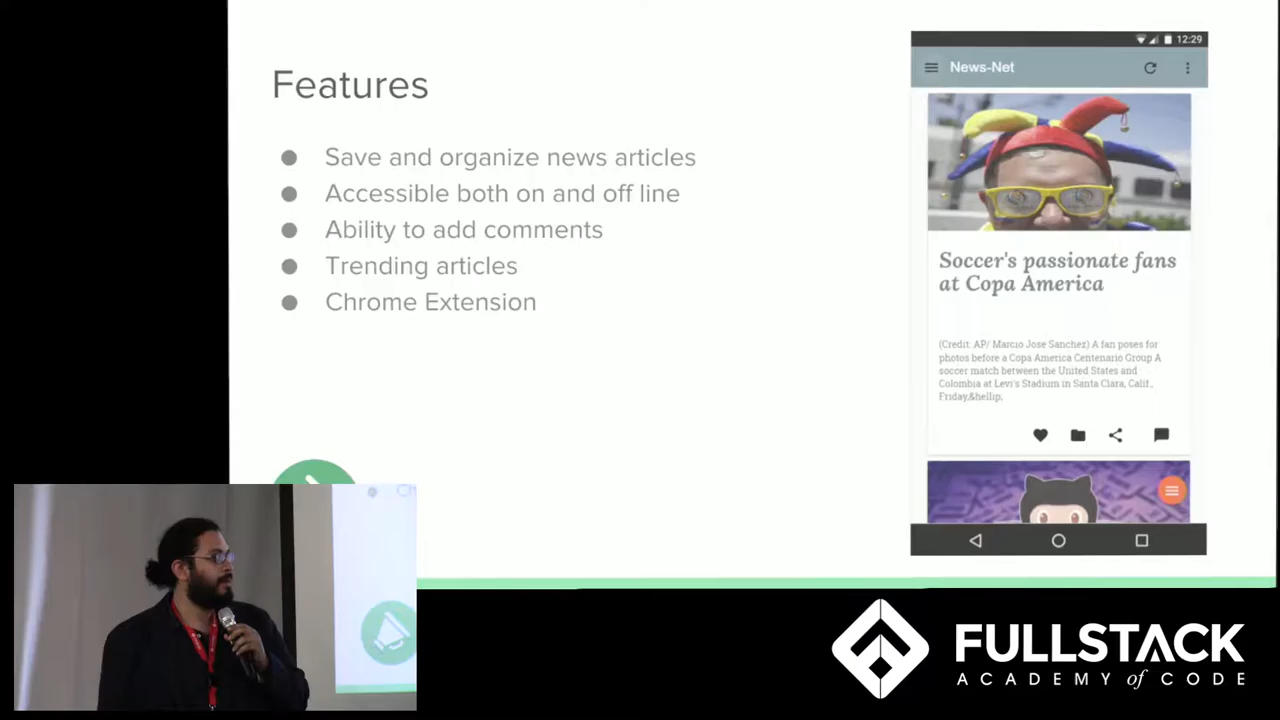 Features
Save and organize news articles
Accessible both on and off line
Ability to add comments
Trending articles
Chrome Extension
12:29
News-Net
Soccer's passionate fans
at Copa America
(Credit: AP/ Marcio Jose Sanchez) A fan poses for
photos before a Copa America Centenario Group A
soccer match between the United States and
Colombia at Levi's Stadium in Santa Clara, Calif.,
Friday,&hellip;
FULLSTACK
ACADEMY of CODE